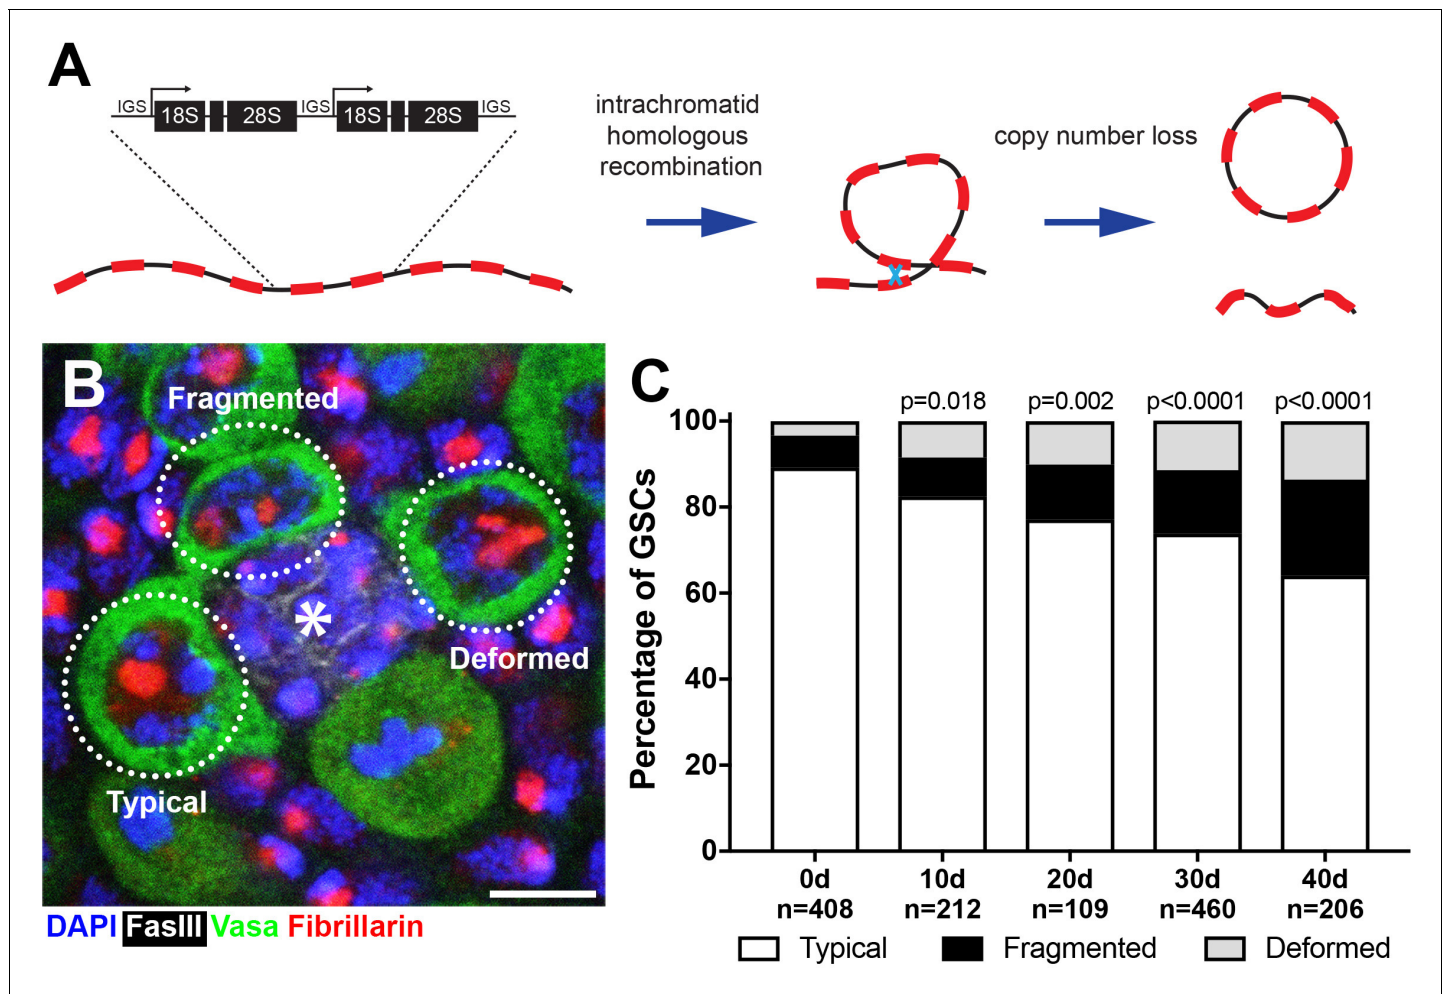 A
IGS 18S 28S IGS 18S 28S IGS
intrachromatid
homologous
recombination
copy number loss
B
Fragmented
Deformed
*
Typical
DAPI FasIII Vasa Fibrillarin
C
p=0.018 p=0.002 p<0.0001 p<0.0001
Percentage of GSCs
100
80
60
40
20
0
0d 10d 20d 30d 40d
n=408 n=212 n=109 n=460 n=206
Typical Fragmented Deformed